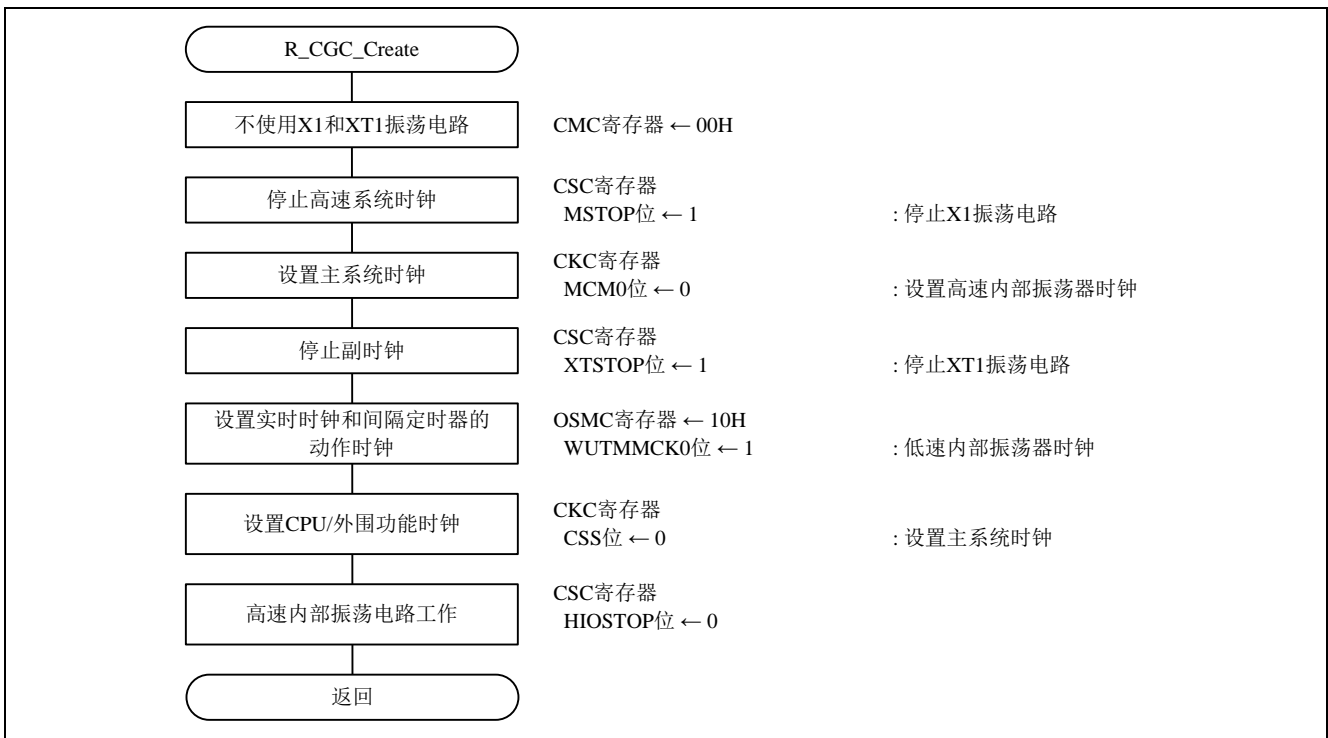 R_CGC_Create
不使用X1和XT1振荡电路
CMC寄存器 ← 00H
停止高速系统时钟
CSC寄存器
MSTOP位 ← 1 : 停止X1振荡电路
设置主系统时钟
CKC寄存器
MCM0位 ← 0 : 设置高速内部振荡器时钟
停止副时钟
CSC寄存器
XTSTOP位 ← 1 : 停止XT1振荡电路
设置实时时钟和间隔定时器的
动作时钟
OSMC寄存器 ← 10H
WUTMMCK0位 ← 1 : 低速内部振荡器时钟
设置CPU/外围功能时钟
CKC寄存器
CSS位 ← 0 : 设置主系统时钟
高速内部振荡电路工作
CSC寄存器
HIOSTOP位 ← 0
返回